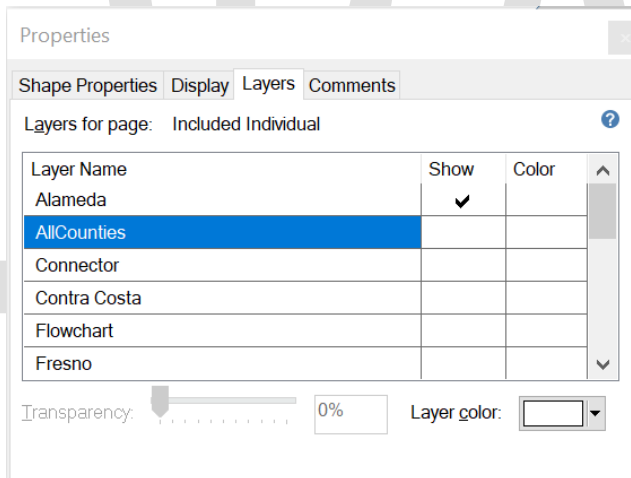 Properties
Shape Properties Display Layers Comments
Layers for page: Included Individual
Layer Name Show Color
Alameda
AllCounties
Connector
Contra Costa
Flowchart
Fresno
Transparency: 0% Layer color: